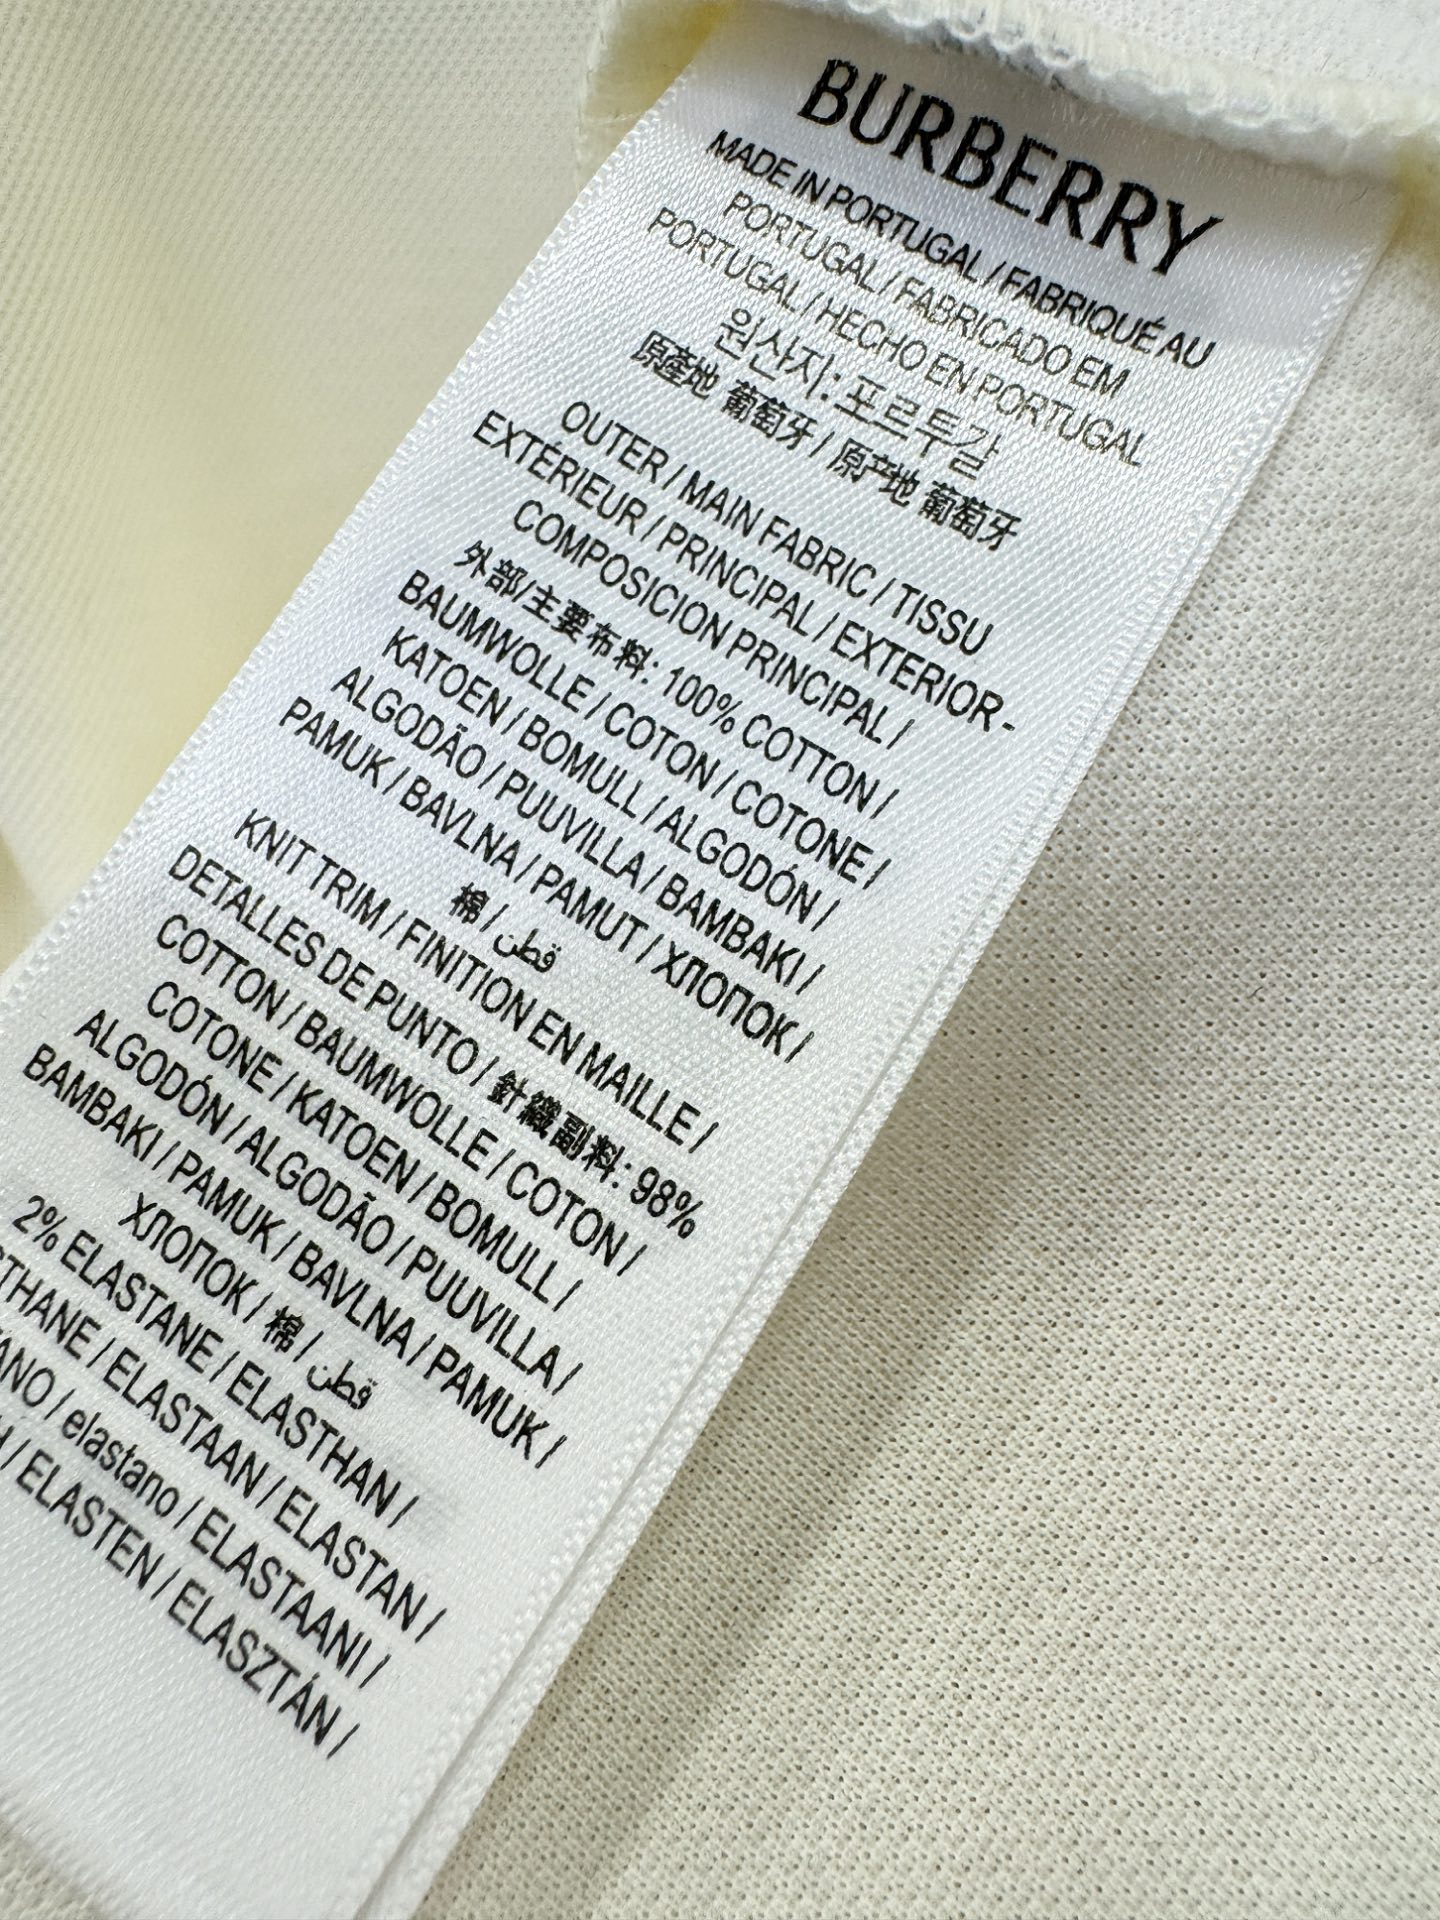 BURBERRY
MADE IN PORTUGAL / FABRIQUÉ AU
PORTUGAL / FABRICADO EM
PORTUGAL / HECHO EN PORTUGAL
원산지: 포르투갈
原產地 葡萄牙 / 原产地 葡萄牙
OUTER / MAIN FABRIC / TISSU
EXTÉRIEUR / PRINCIPAL / EXTERIOR-
COMPOSICION PRINCIPAL /
外部/主要布料: 100% COTTON /
BAUMWOLLE / COTON / COTONE /
KATOEN / BOMULL / ALGODÓN /
ALGODÃO / PUUVILLA / BAMBAKI /
PAMUK / BAVLNA / PAMUT / ХЛОПОК /
棉 / قطن
KNIT TRIM / FINITION EN MAILLE /
DETALLES DE PUNTO / 針織副料: 98%
COTTON / BAUMWOLLE / COTON /
COTONE / KATOEN / BOMULL /
ALGODÓN / ALGODÃO / PUUVILLA /
BAMBAKI / PAMUK / BAVLNA / PAMUK /
ХЛОПОК / 棉 / قطن
2% ELASTANE / ELASTHAN /
THANE / ELASTAAN / ELASTAN /
ANO / elastano / ELASTAANI /
/ ELASTEN / ELASZTÁN /